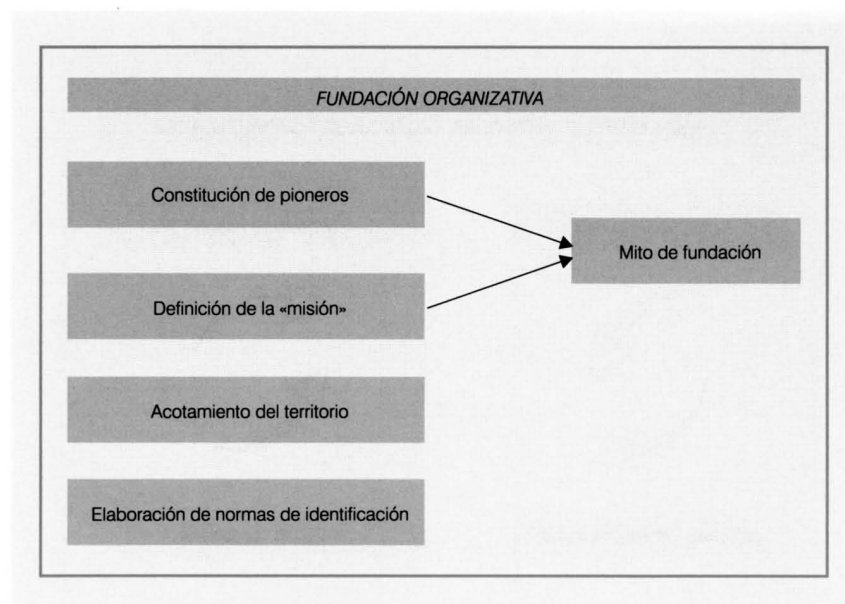 FUNDACIÓN ORGANIZATIVA
Constitución de pioneros
Mito de fundación
Definición de la «misión»
Acotamiento del territorio
Elaboración de normas de identificación